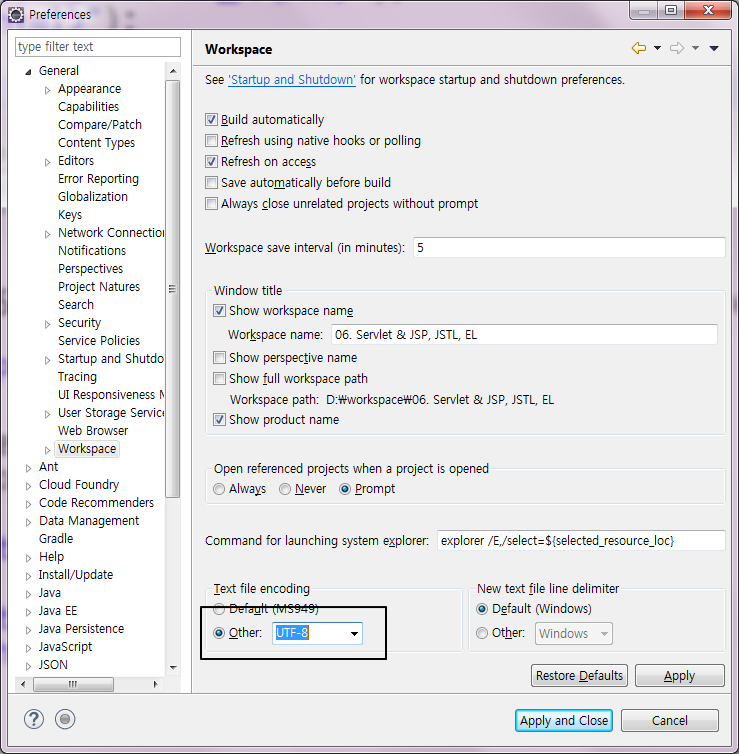 Preferences
type filter text
General
Appearance
Capabilities
Compare/Patch
Content Types
Editors
Error Reporting
Globalization
Keys
Network Connection
Notifications
Perspectives
Project Natures
Search
Security
Service Policies
Startup and Shutdo
Tracing
UI Responsiveness M
User Storage Service
Web Browser
Workspace
Ant
Cloud Foundry
Code Recommenders
Data Management
Gradle
Help
Install/Update
Java
Java EE
Java Persistence
JavaScript
JSON
Workspace
See 'Startup and Shutdown' for workspace startup and shutdown preferences.
Build automatically
Refresh using native hooks or polling
Refresh on access
Save automatically before build
Always close unrelated projects without prompt
Workspace save interval (in minutes): 5
Window title
Show workspace name
Workspace name: 06. Servlet & JSP, JSTL, EL
Show perspective name
Show full workspace path
Workspace path: D:₩workspace₩06. Servlet & JSP, JSTL, EL
Show product name
Open referenced projects when a project is opened
Always Never Prompt
Command for launching system explorer: explorer /E,/select=${selected_resource_loc}
Text file encoding
Default (MS949)
Other: UTF-8
New text file line delimiter
Default (Windows)
Other: Windows
Restore Defaults Apply
Apply and Close Cancel